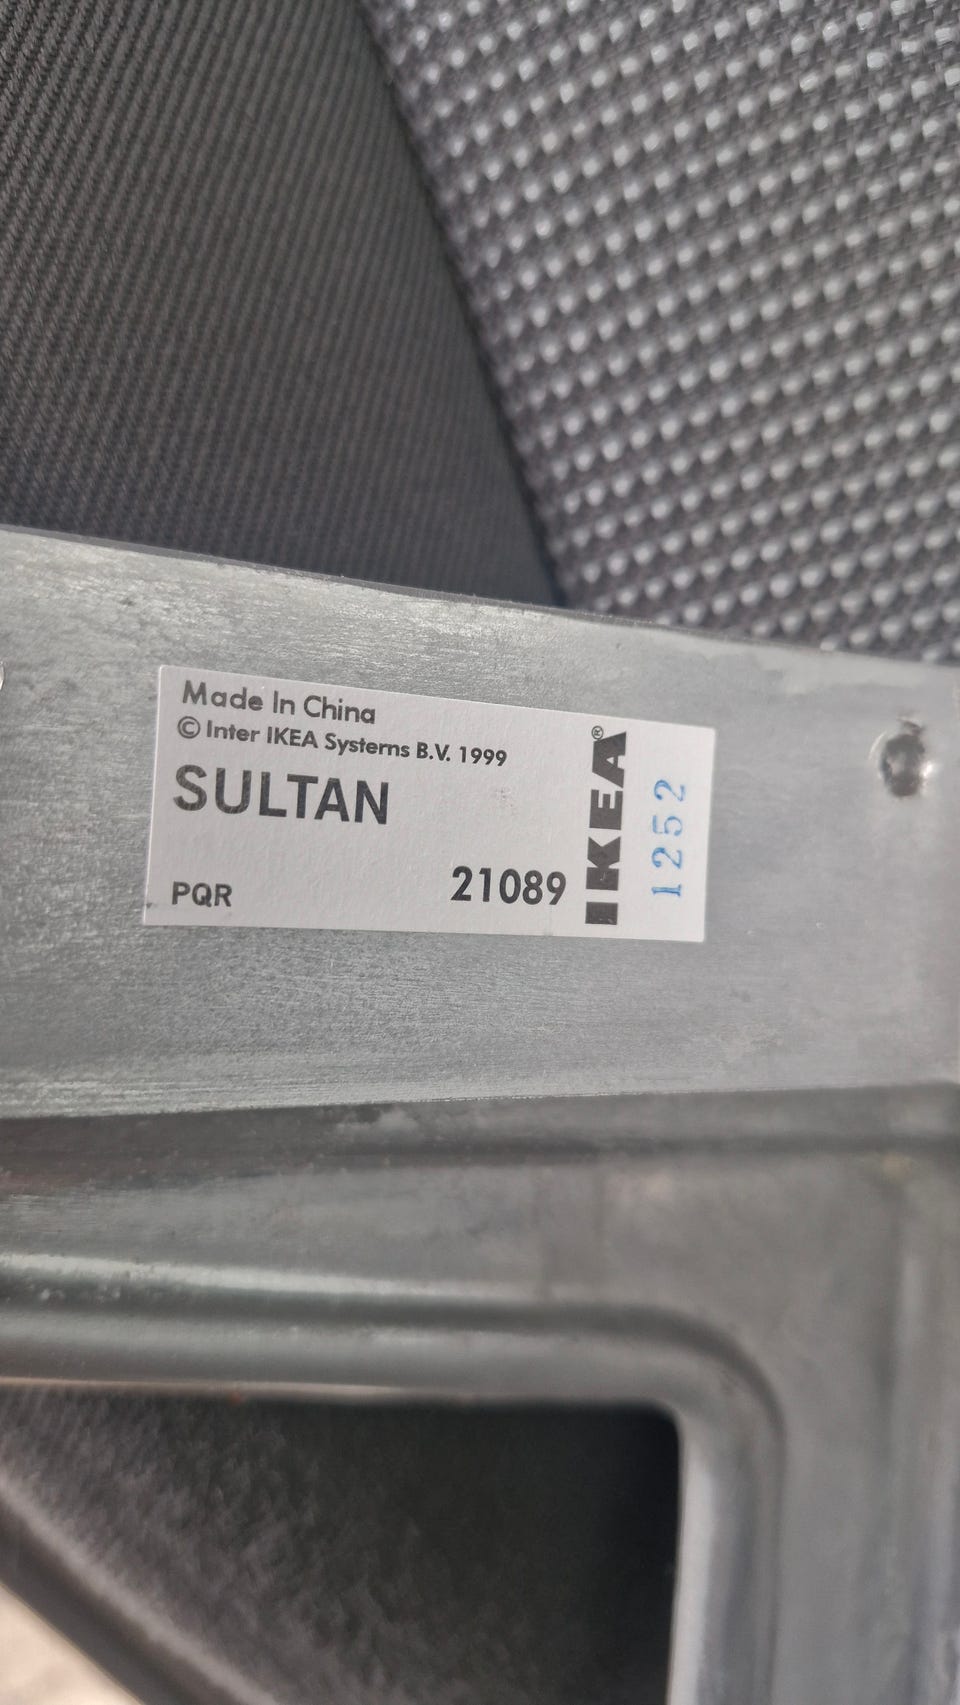 Made In China
© Inter IKEA Systems B.V. 1999
SULTAN
PQR
21089
IKEA®
1252